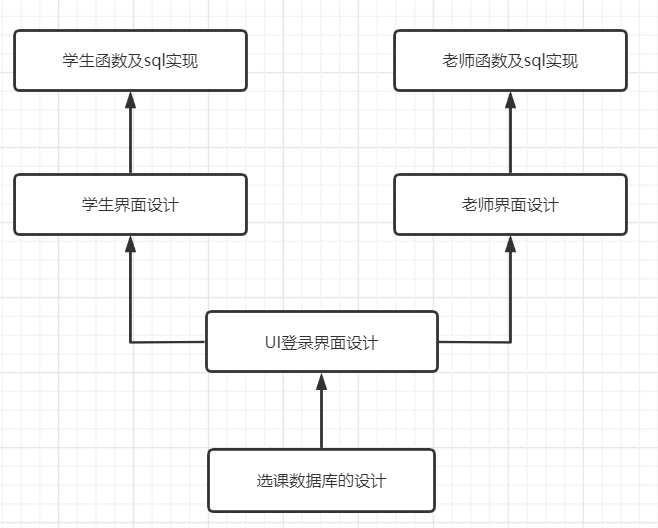 学生函数及sql实现
老师函数及sql实现
学生界面设计
老师界面设计
UI登录界面设计
选课数据库的设计